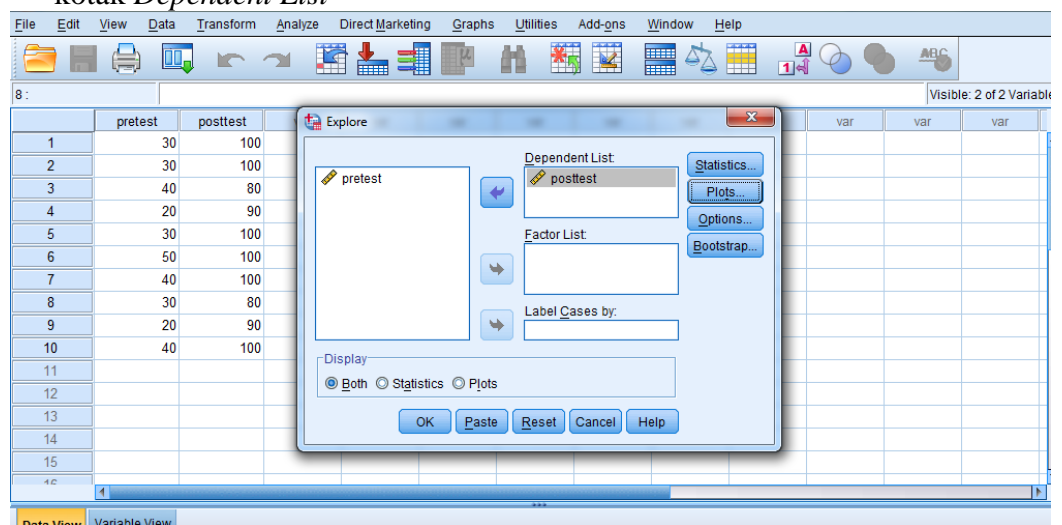 kotak Dependent List
File Edit View Data Transform Analyze Direct Marketing Graphs Utilities Add-ons Window Help
8 :
Visible: 2 of 2 Variable
pretest posttest var var var
1 30 100
2 30 100
3 40 80
4 20 90
5 30 100
6 50 100
7 40 100
8 30 80
9 20 90
10 40 100
11
12
13
14
15
16
Explore
pretest
Dependent List:
posttest
Factor List:
Label Cases by:
Statistics...
Plots...
Options...
Bootstrap...
Display
Both Statistics Plots
OK Paste Reset Cancel Help
Data View Variable View